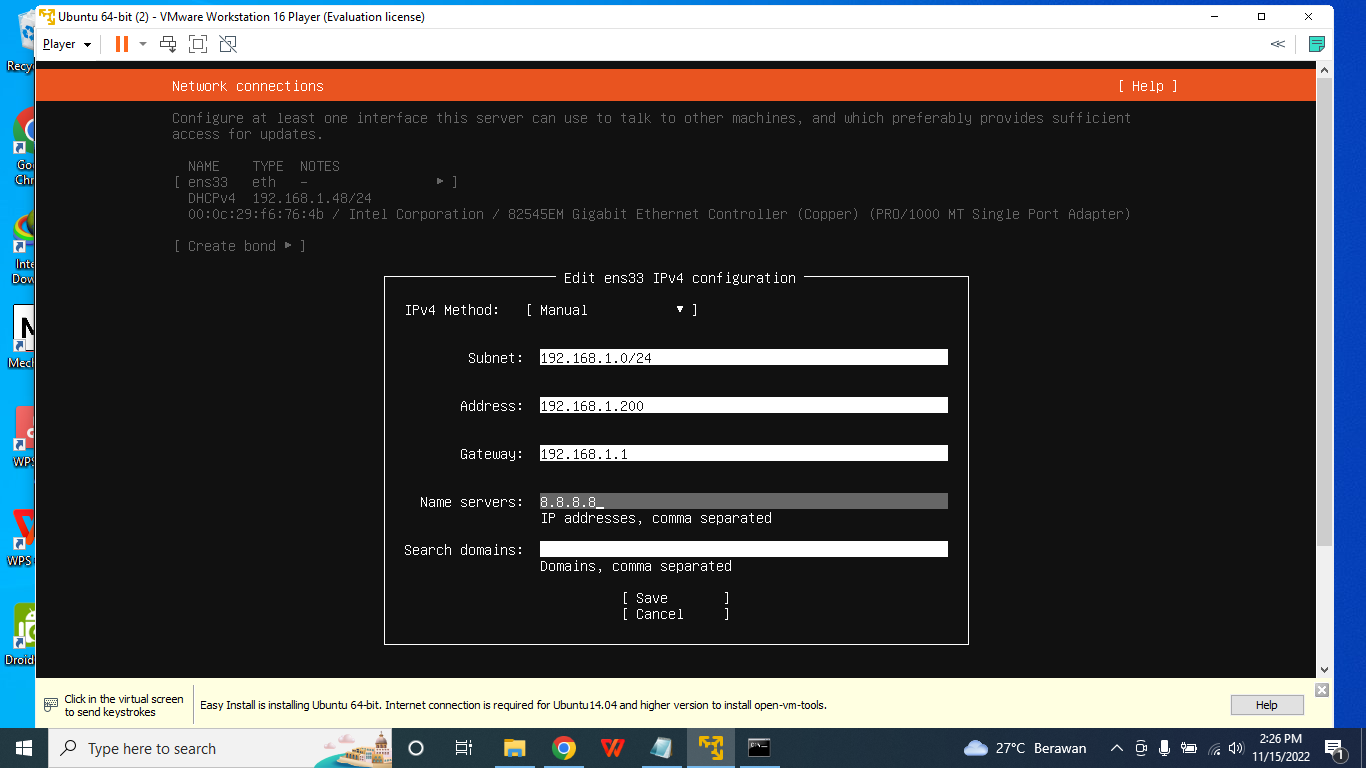 Ubuntu 64-bit (2) - VMware Workstation 16 Player (Evaluation license)
Player
Recy
Network connections [ Help ]
Configure at least one interface this server can use to talk to other machines, and which preferably provides sufficient
access for updates.
NAME TYPE NOTES
[ ens33 eth – ▸ ]
DHCPv4 192.168.1.48/24
00:0c:29:f6:76:4b / Intel Corporation / 82545EM Gigabit Ethernet Controller (Copper) (PRO/1000 MT Single Port Adapter)
[ Create bond ▸ ]
Goo
Chr
Inte
Dow
Mech
WPS
WPS
Droid
Edit ens33 IPv4 configuration
IPv4 Method: [ Manual ▾ ]
Subnet: 192.168.1.0/24
Address: 192.168.1.200
Gateway: 192.168.1.1
Name servers: 8.8.8.8_
IP addresses, comma separated
Search domains:
Domains, comma separated
[ Save ]
[ Cancel ]
Click in the virtual screen
to send keystrokes
Easy Install is installing Ubuntu 64-bit. Internet connection is required for Ubuntu14.04 and higher version to install open-vm-tools.
Help
Type here to search
27°C Berawan
2:26 PM
11/15/2022
1